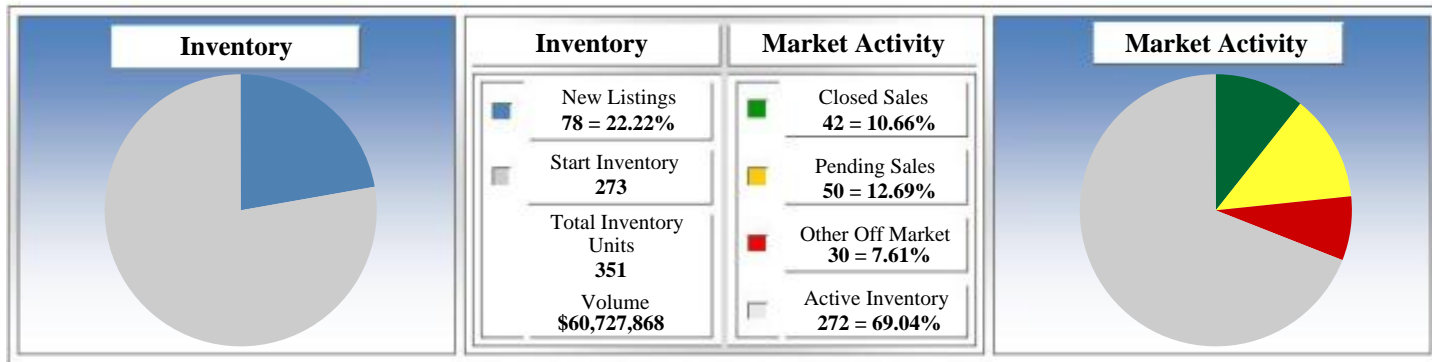 Inventory
Inventory
Market Activity
Market Activity
New Listings
78 = 22.22%
Start Inventory
273
Total Inventory
Units
351
Volume
$60,727,868
Closed Sales
42 = 10.66%
Pending Sales
50 = 12.69%
Other Off Market
30 = 7.61%
Active Inventory
272 = 69.04%